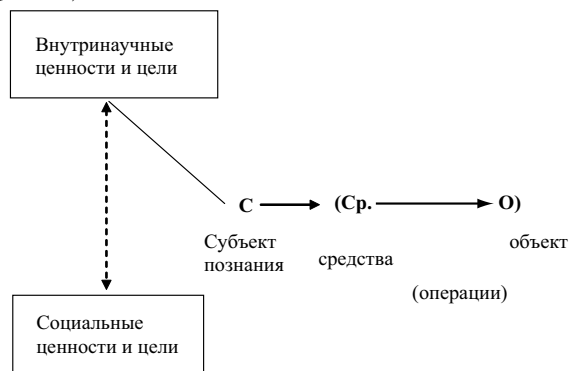 Внутринаучные
ценности и цели
С (Ср. О)
Субъект
познания
средства
объект
(операции)
Социальные
ценности и цели